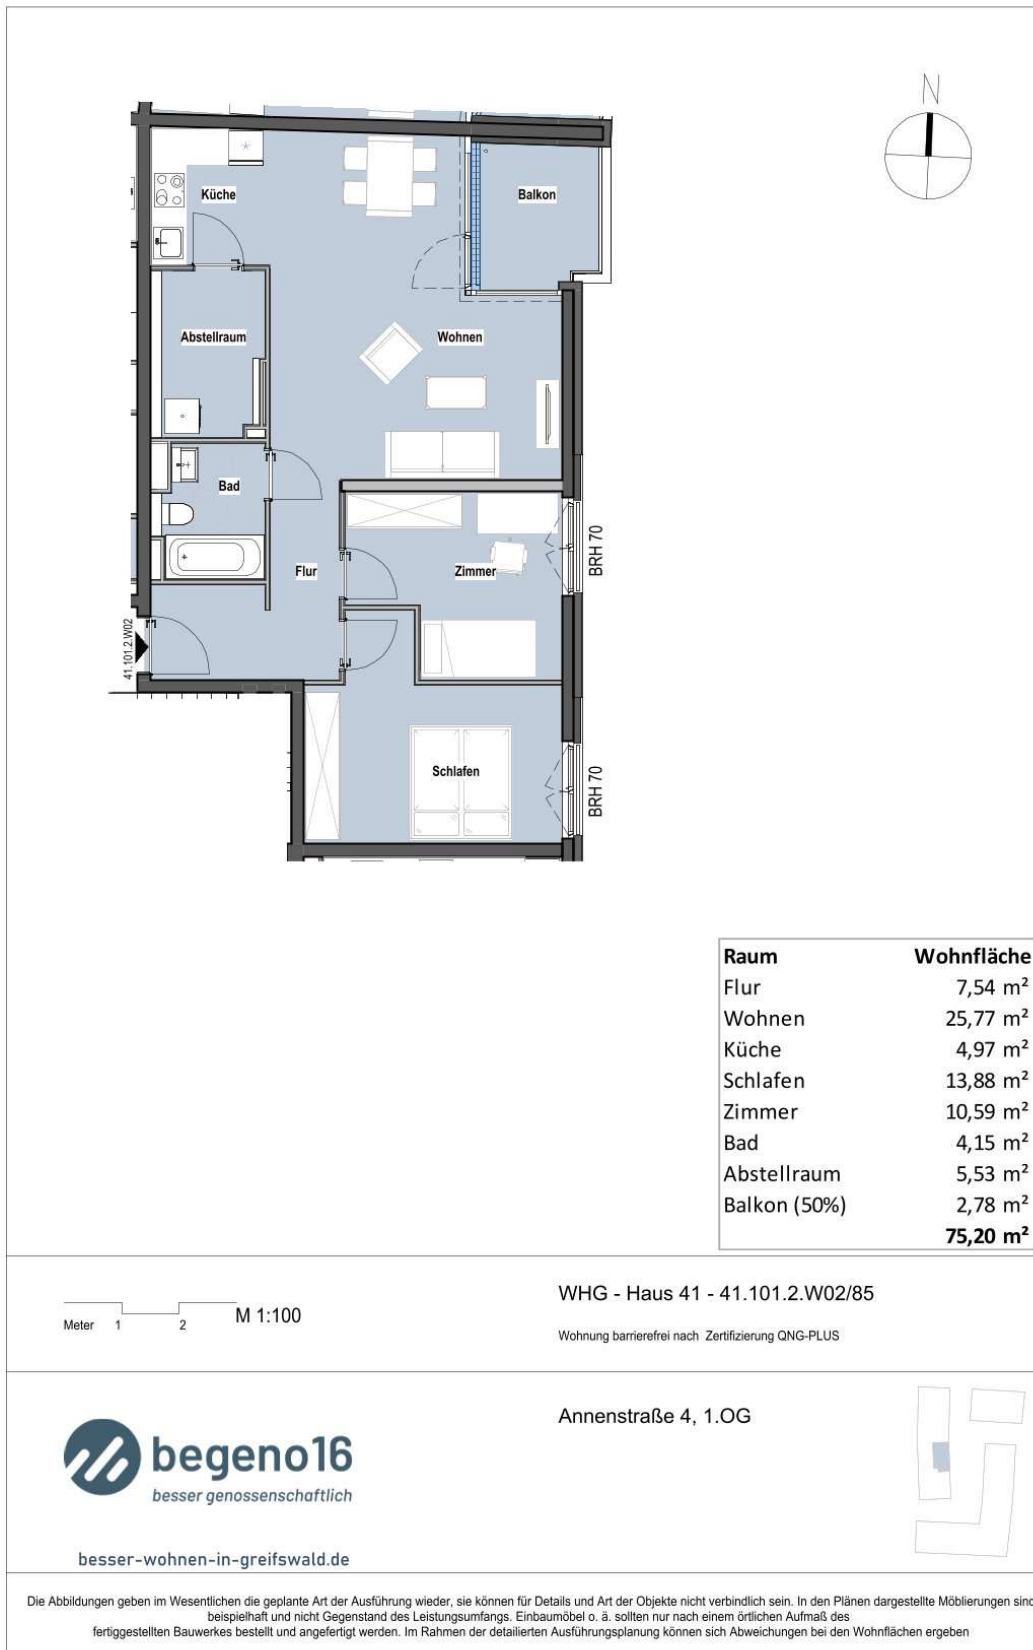 N
Küche
Balkon
Abstellraum
Wohnen
Bad
Flur
Zimmer
BRH 70
41.101.2.W02
Schlafen
BRH 70
Raum Wohnfläche
Flur 7,54 m²
Wohnen 25,77 m²
Küche 4,97 m²
Schlafen 13,88 m²
Zimmer 10,59 m²
Bad 4,15 m²
Abstellraum 5,53 m²
Balkon (50%) 2,78 m²
75,20 m²
Meter 1 2 M 1:100
WHG - Haus 41 - 41.101.2.W02/85
Wohnung barrierefrei nach Zertifizierung QNG-PLUS
Annenstraße 4, 1.OG
begeno16
besser genossenschaftlich
besser-wohnen-in-greifswald.de
Die Abbildungen geben im Wesentlichen die geplante Art der Ausführung wieder, sie können für Details und Art der Objekte nicht verbindlich sein. In den Plänen dargestellte Möblierungen sind
beispielhaft und nicht Gegenstand des Leistungsumfangs. Einbaumöbel o. ä. sollten nur nach einem örtlichen Aufmaß des
fertiggestellten Bauwerkes bestellt und angefertigt werden. Im Rahmen der detailierten Ausführungsplanung können sich Abweichungen bei den Wohnflächen ergeben